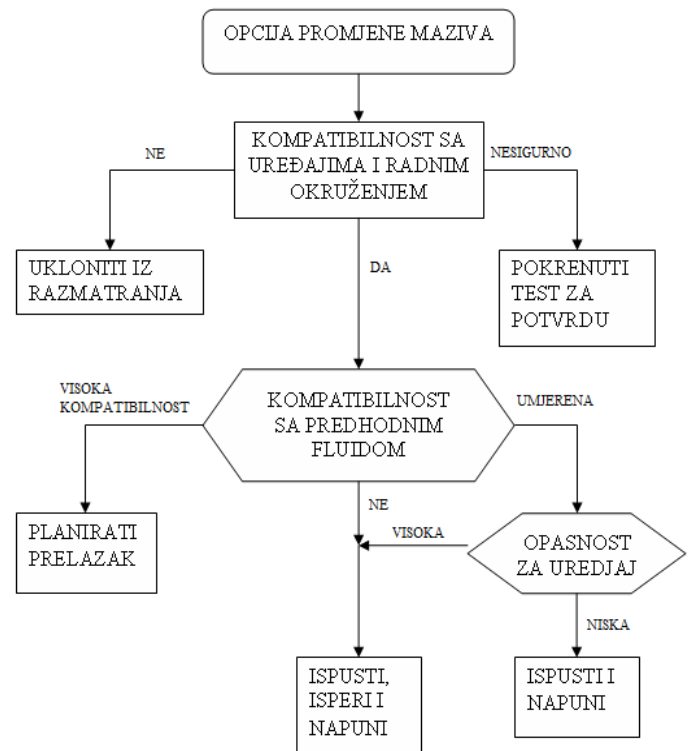 OPCIJA PROMJENE MAZIVA
KOMPATIBILNOST SA
UREĐAJIMA I RADNIM
OKRUŽENJEM
NE
NESIGURNO
UKLONITI IZ
RAZMATRANJA
DA
POKRENUTI
TEST ZA
POTVRDU
VISOKA
KOMPATIBILNOST
KOMPATIBILNOST
SA PREDHODNIM
FLUIDOM
UMJERENA
PLANIRATI
PRELAZAK
NE
VISOKA
OPASNOST
ZA UREDJAJ
NISKA
ISPUSTI,
ISPERI I
NAPUNI
ISPUSTI I
NAPUNI